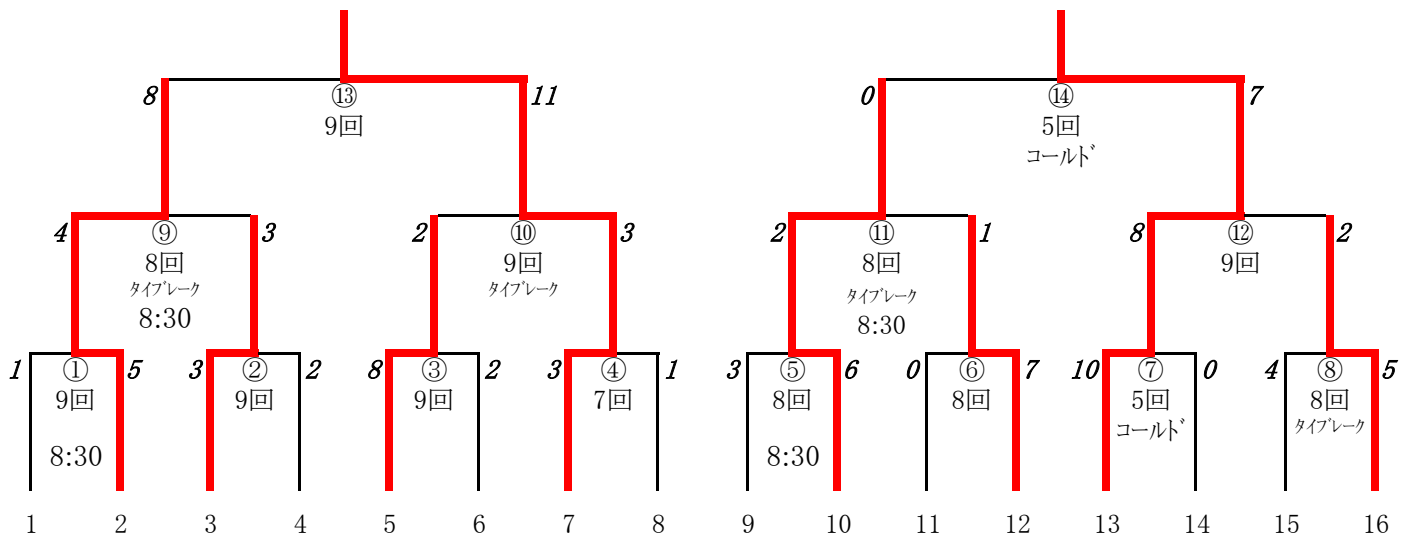 8 ⑬ 11 0 ⑭ 7
9回 5回
コールド
4 ⑨ 3 2 ⑩ 3 2 ⑪ 1 8 ⑫ 2
8回 9回 8回 9回
タイブレーク タイブレーク タイブレーク
8:30 8:30
1 ① 5 3 ② 2 8 ③ 2 3 ④ 1 3 ⑤ 6 0 ⑥ 7 10 ⑦ 0 4 ⑧ 5
9回 9回 9回 7回 8回 8回 5回 8回
コールド タイブレーク
8:30 8:30
1 2 3 4 5 6 7 8 9 10 11 12 13 14 15 16